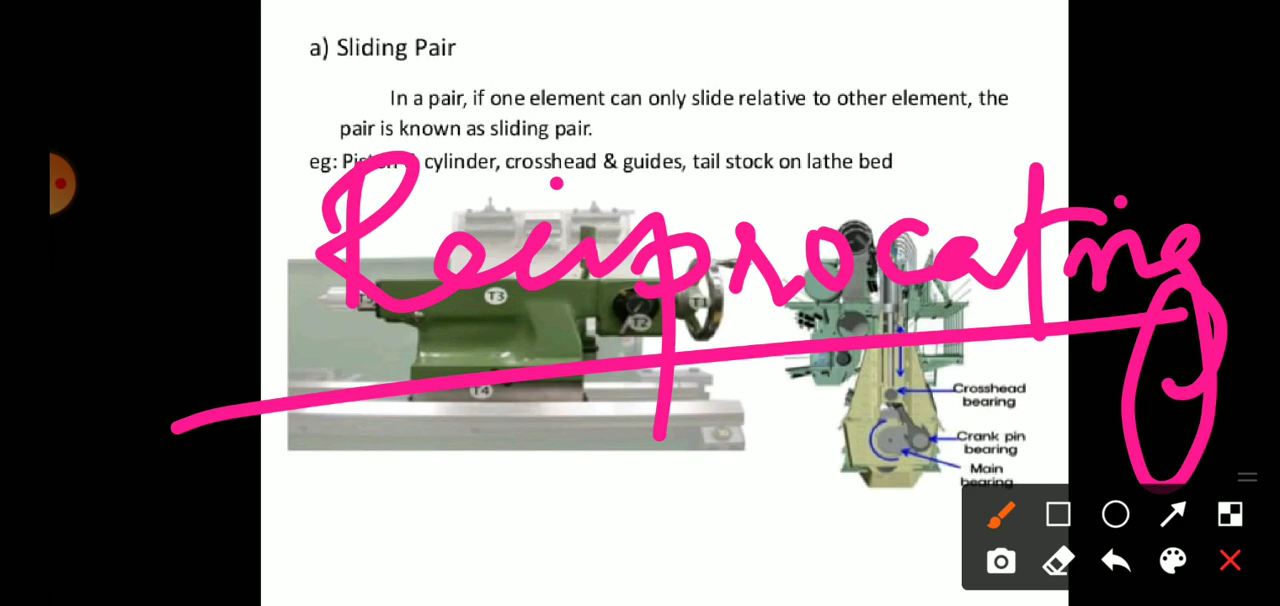 a) Sliding Pair
In a pair, if one element can only slide relative to other element, the
pair is known as sliding pair.
eg: Piston & cylinder, crosshead & guides, tail stock on lathe bed
Reciprocating
T3
T1
T2
T4
Crosshead
bearing
Crank pin
bearing
Main
bearing